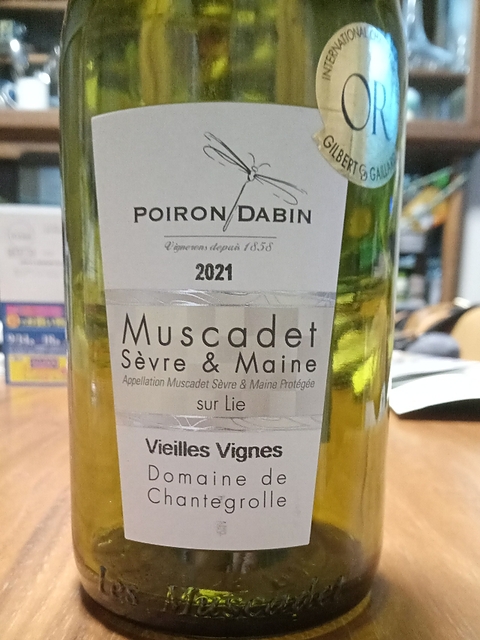 INTERNATIONAL
OR
GILBERT & GAILLARD
POIRON DABIN
Vignerons depuis 1858
2021
Muscadet
Sèvre & Maine
Appellation Muscadet Sèvre & Maine Protégée
sur Lie
Vieilles Vignes
Domaine de
Chantegrolle
Les Muscadet